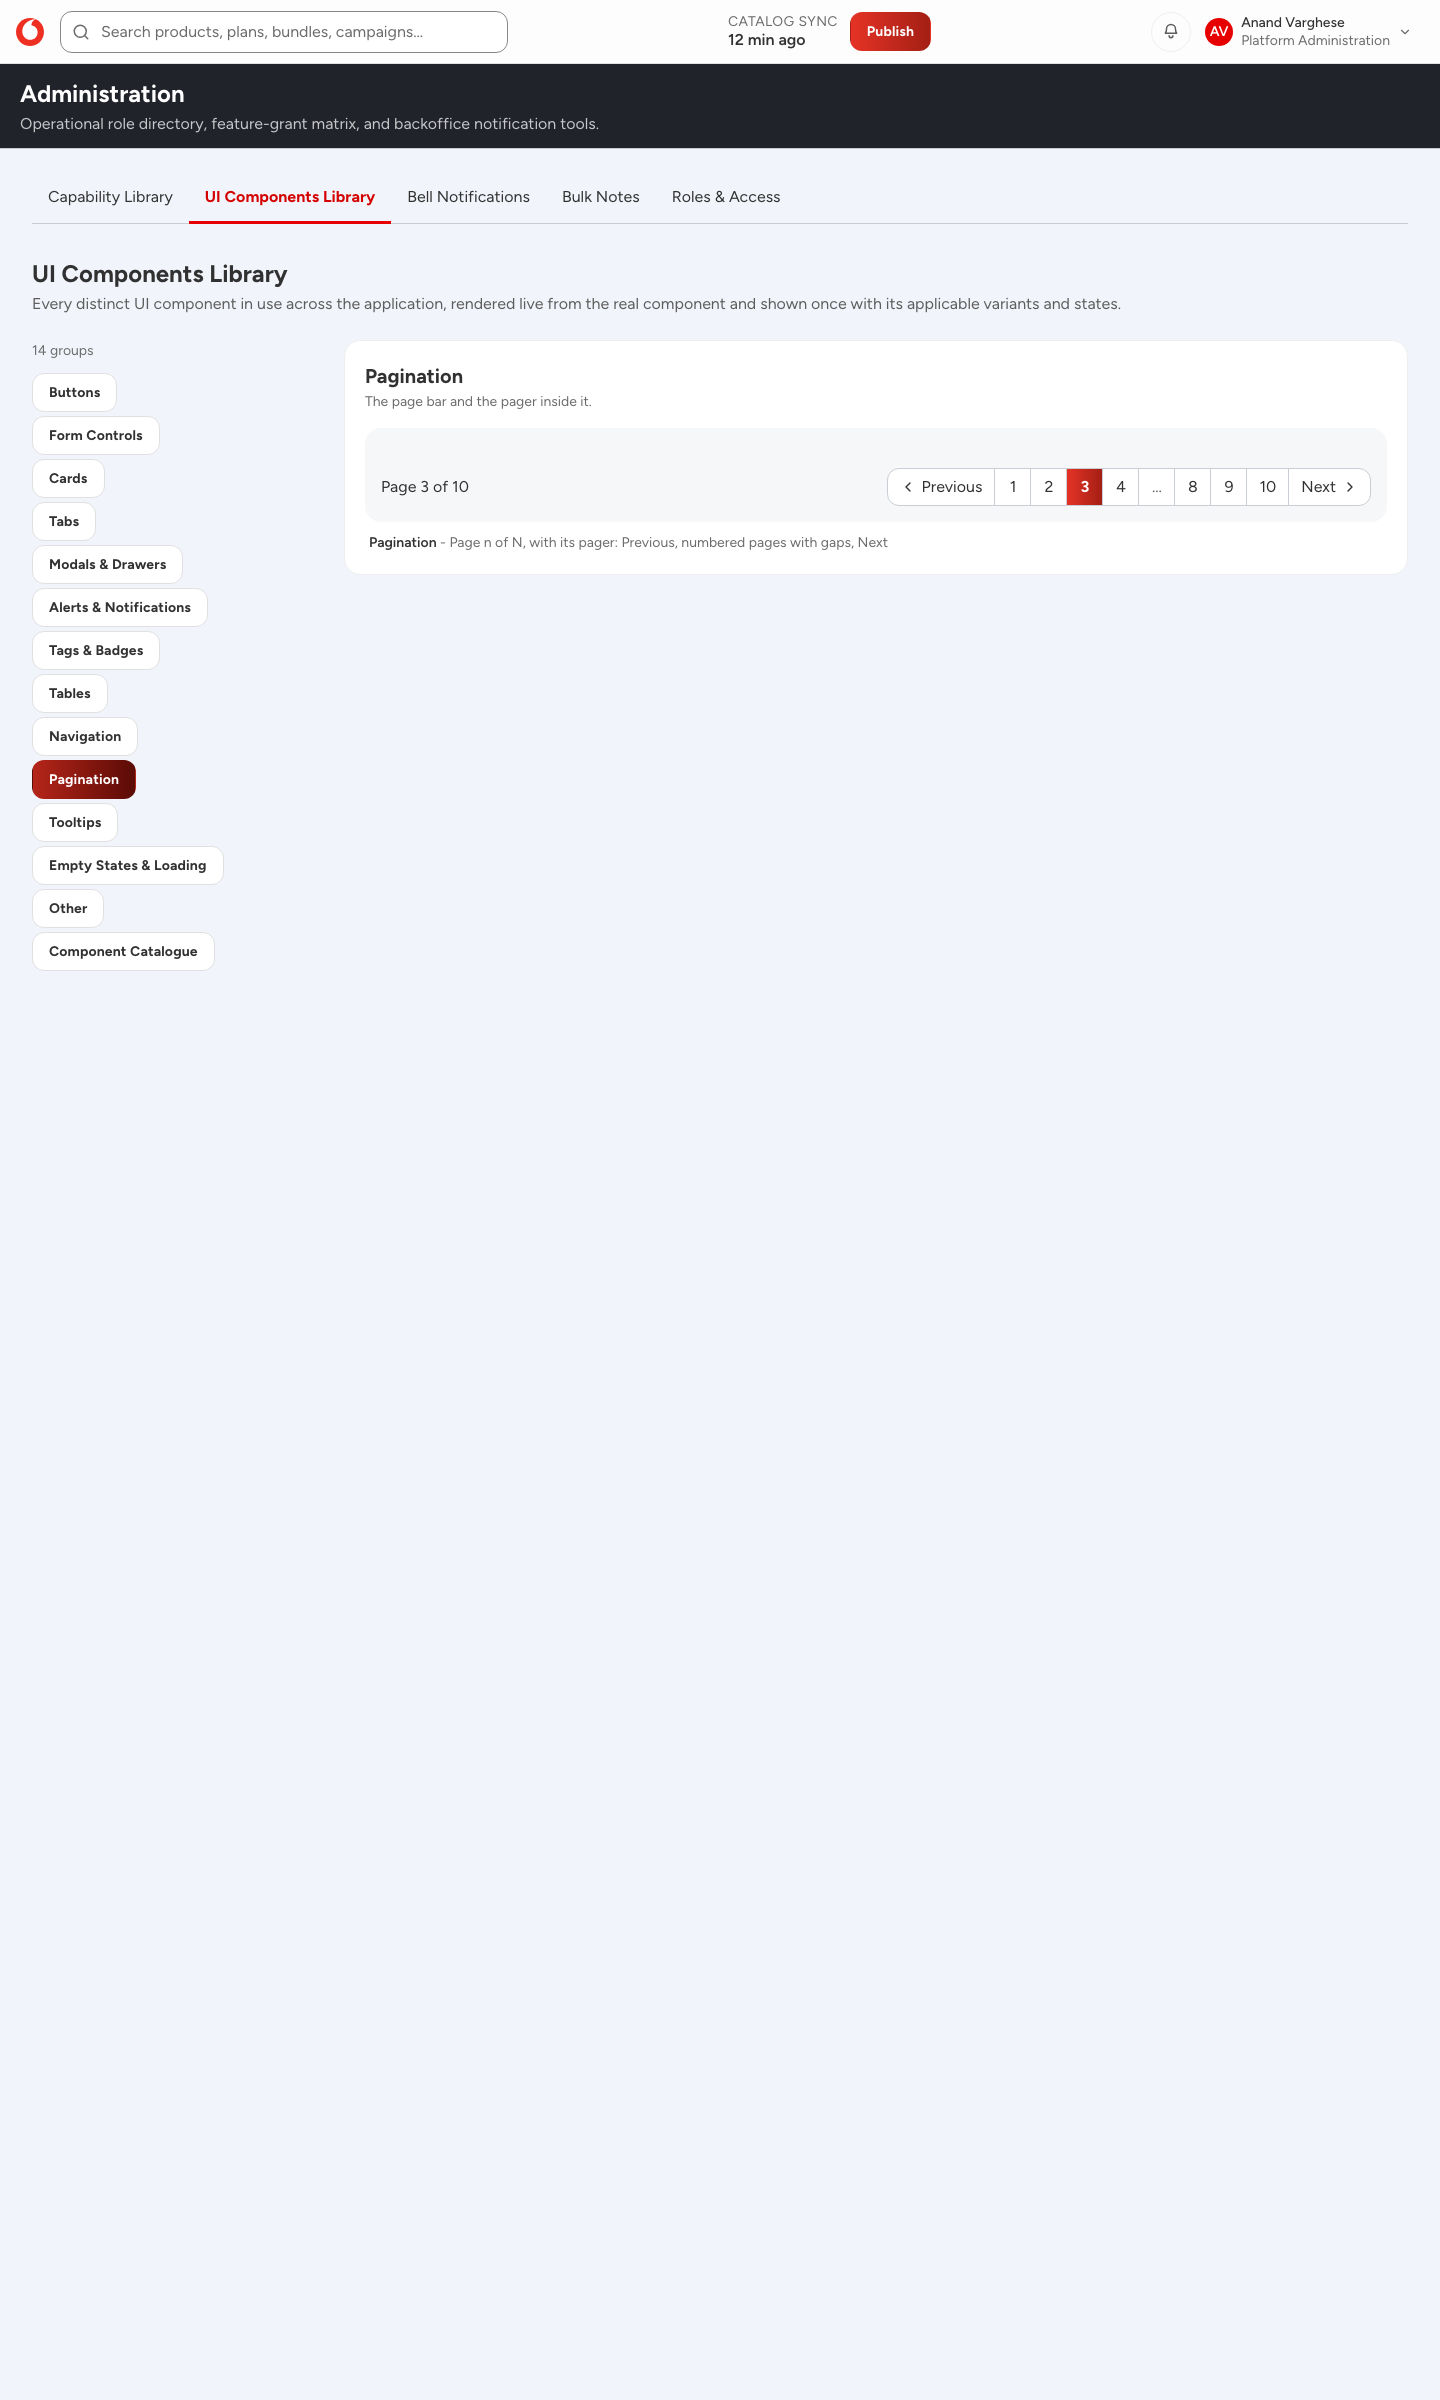 Search products, plans, bundles, campaigns...
CATALOG SYNC
12 min ago
Publish
AV
Anand Varghese
Platform Administration
Administration
Operational role directory, feature-grant matrix, and backoffice notification tools.
Capability Library
UI Components Library
Bell Notifications
Bulk Notes
Roles & Access
UI Components Library
Every distinct UI component in use across the application, rendered live from the real component and shown once with its applicable variants and states.
14 groups
Buttons
Form Controls
Cards
Tabs
Modals & Drawers
Alerts & Notifications
Tags & Badges
Tables
Navigation
Pagination
Tooltips
Empty States & Loading
Other
Component Catalogue
Pagination
The page bar and the pager inside it.
Page 3 of 10
Previous 1 2 3 4 ... 8 9 10 Next
Pagination - Page n of N, with its pager: Previous, numbered pages with gaps, Next